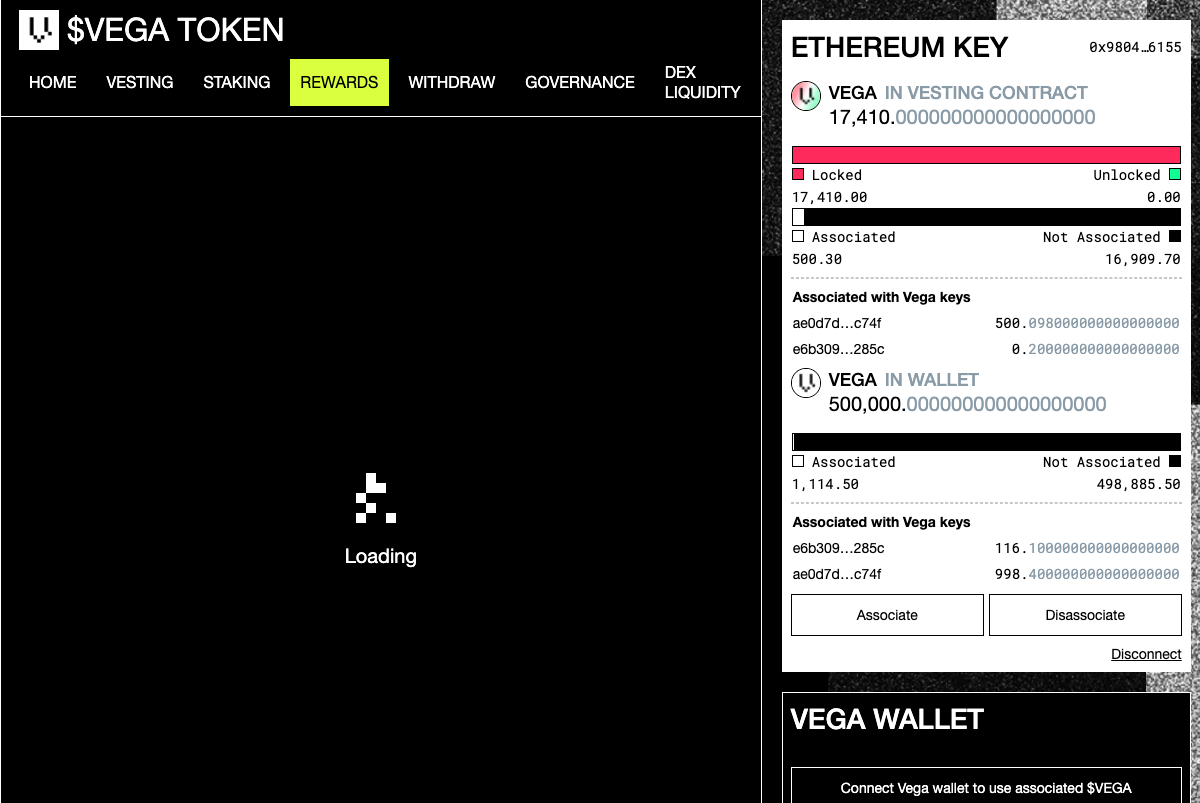 $VEGA TOKEN
HOME VESTING STAKING REWARDS WITHDRAW GOVERNANCE DEX LIQUIDITY
Loading
ETHEREUM KEY 0x9804…6155
VEGA IN VESTING CONTRACT
17,410.000000000000000000
Locked Unlocked
17,410.00 0.00
Associated Not Associated
500.30 16,909.70
Associated with Vega keys
ae0d7d…c74f 500.098000000000000000
e6b309…285c 0.200000000000000000
VEGA IN WALLET
500,000.000000000000000000
Associated Not Associated
1,114.50 498,885.50
Associated with Vega keys
e6b309…285c 116.100000000000000000
ae0d7d…c74f 998.400000000000000000
Associate Disassociate
Disconnect
VEGA WALLET
Connect Vega wallet to use associated $VEGA